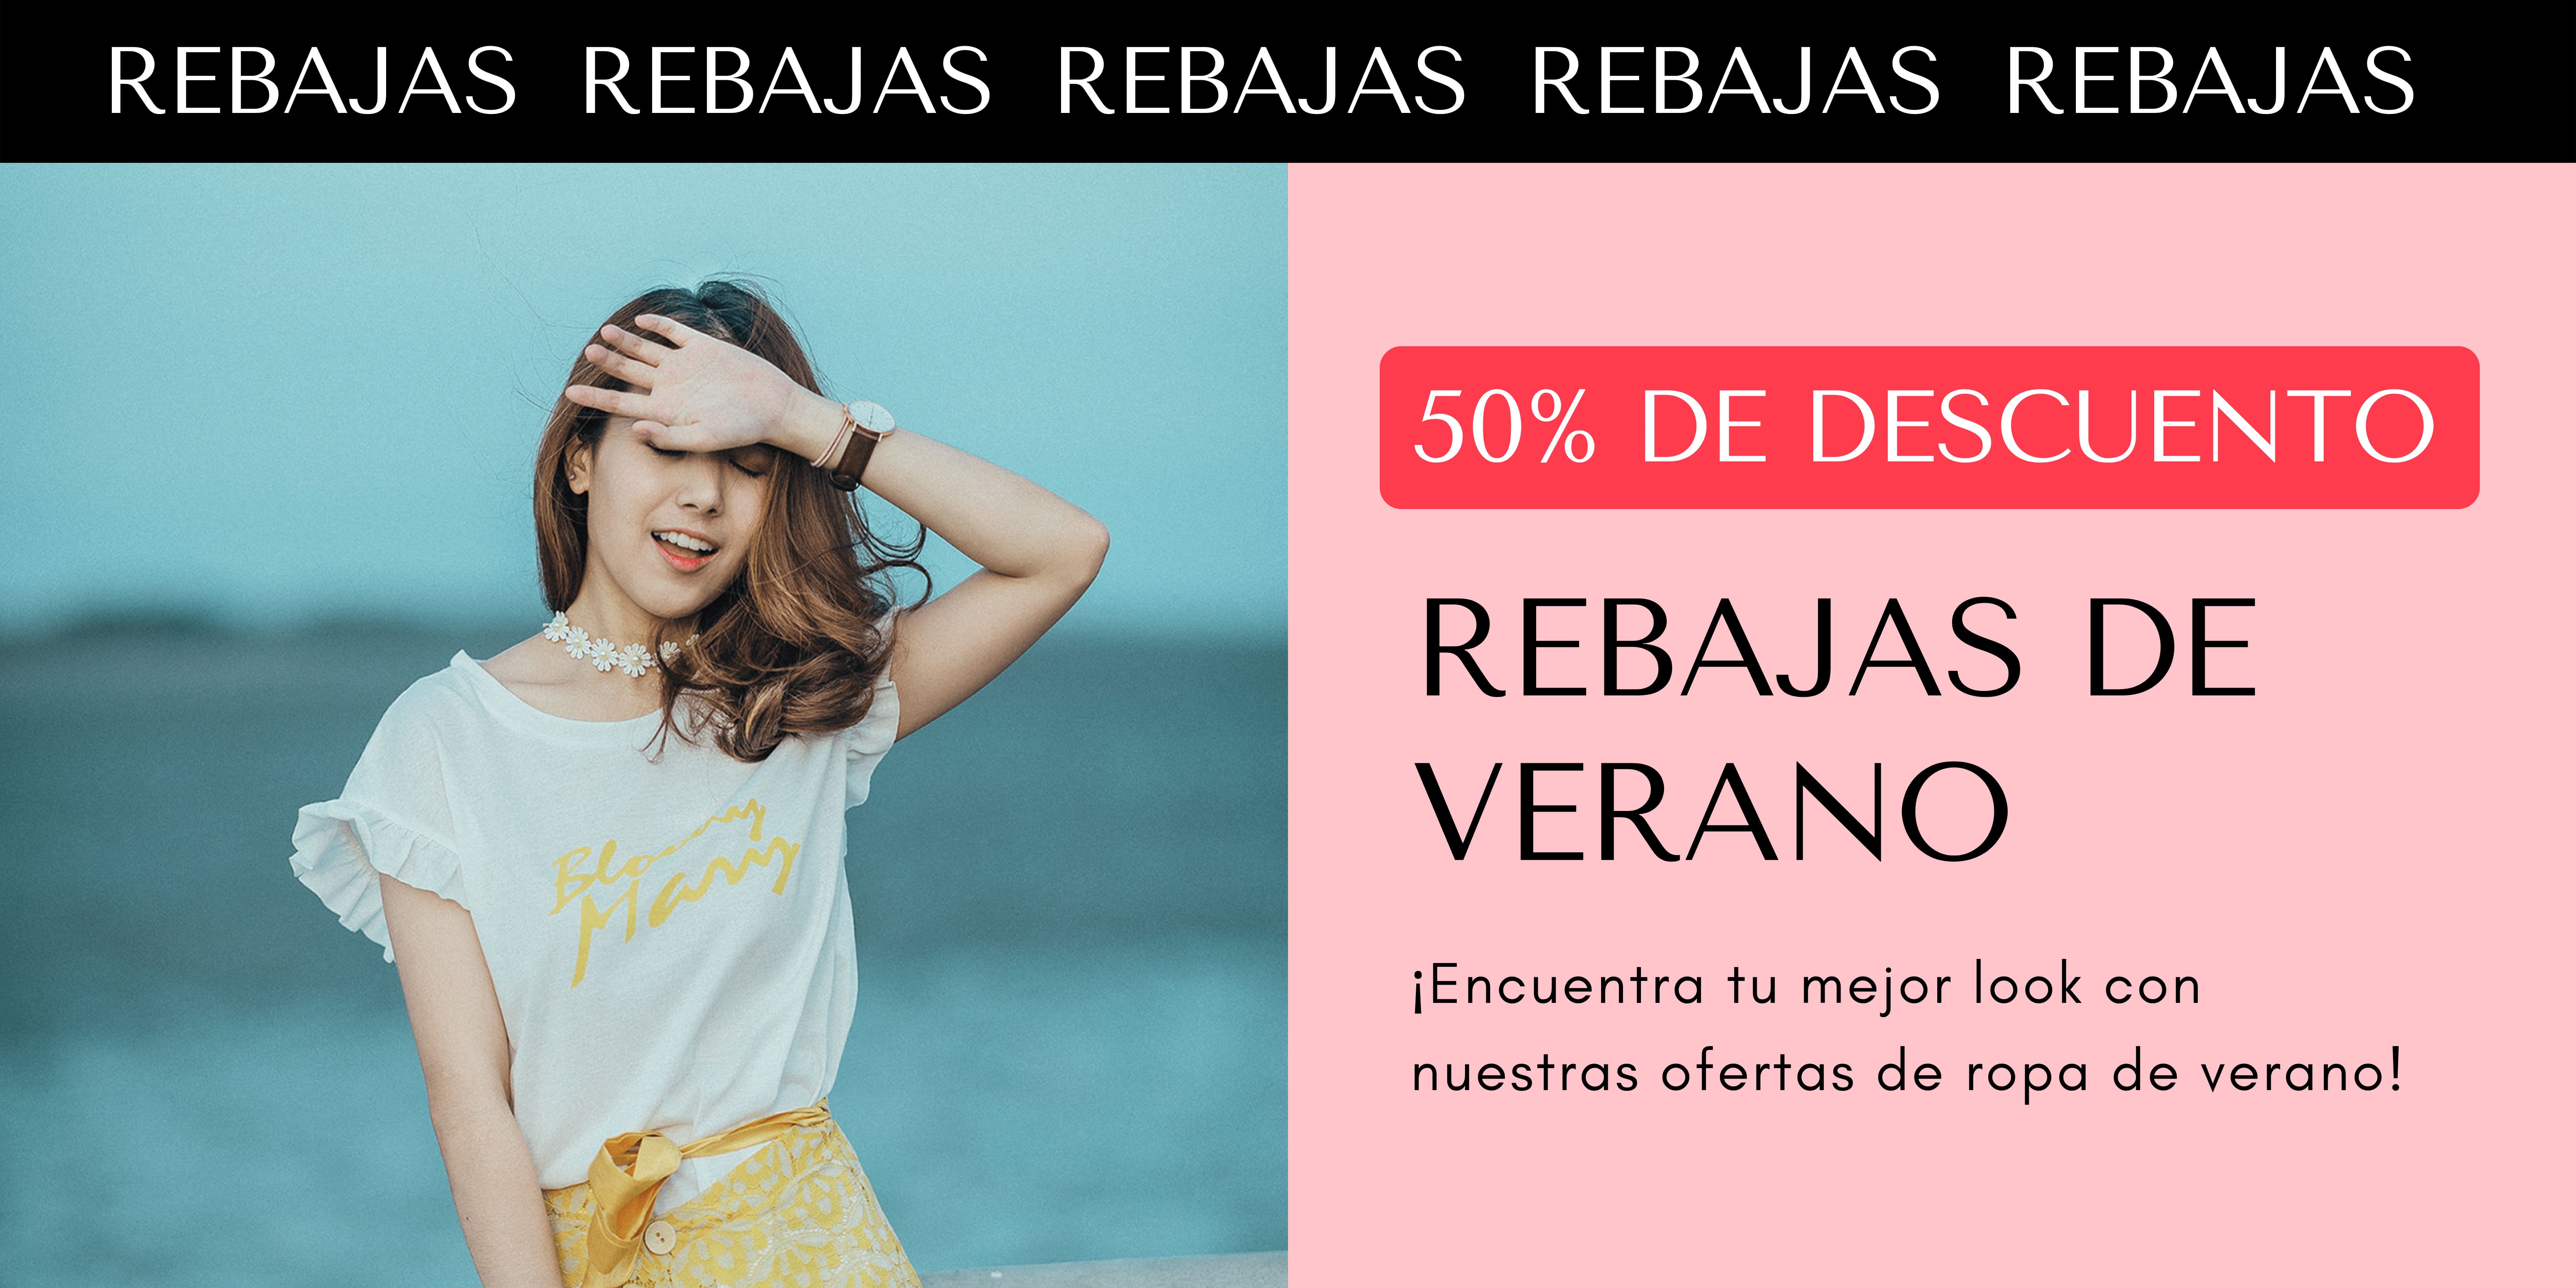 REBAJAS REBAJAS REBAJAS REBAJAS REBAJAS
50% DE DESCUENTO
REBAJAS DE
VERANO
¡Encuentra tu mejor look con
nuestras ofertas de ropa de verano!
Mary